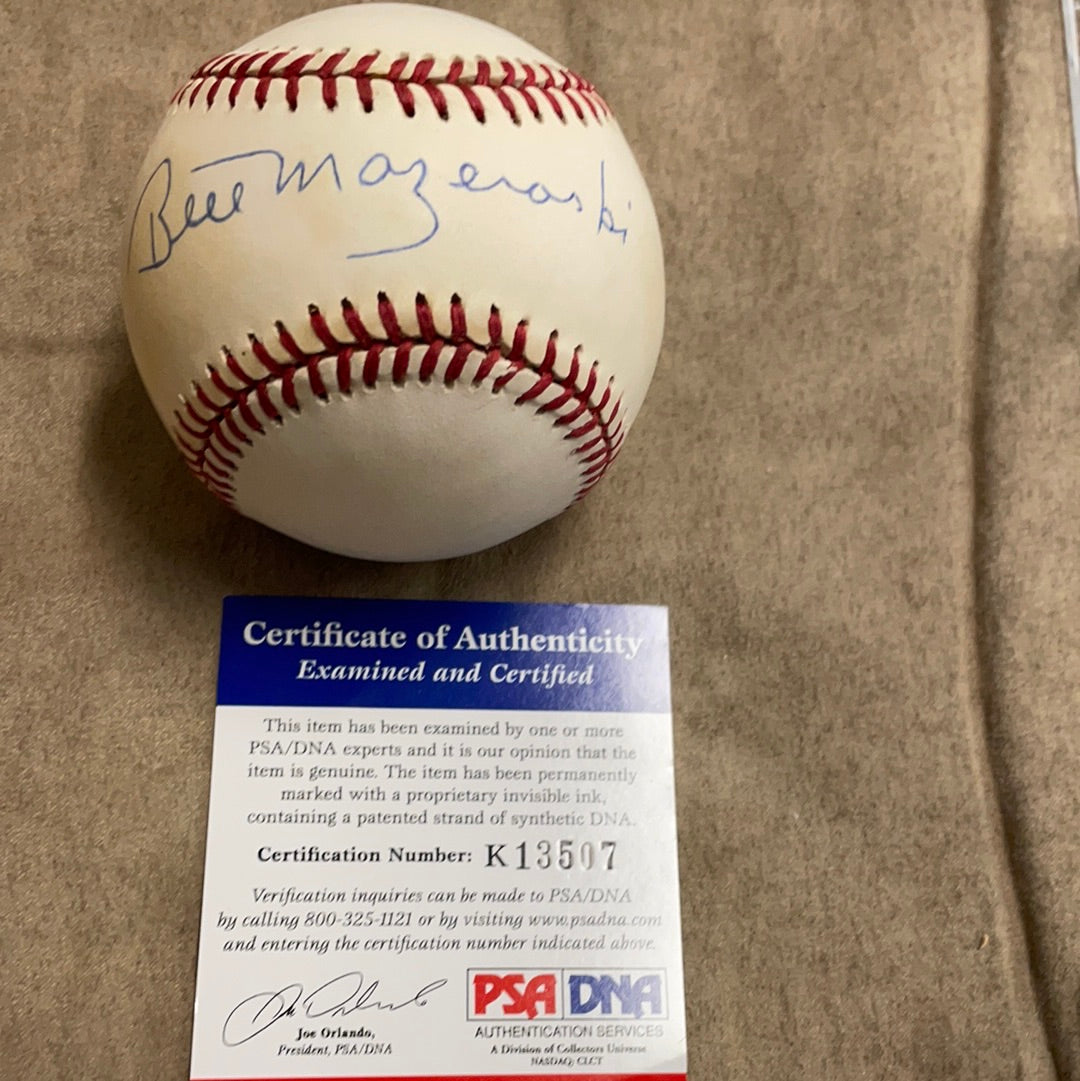 Bill Mazeroski
Certificate of Authenticity
Examined and Certified
This item has been examined by one or more
PSA/DNA experts and it is our opinion that the
item is genuine. The item has been permanently
marked with a proprietary invisible ink,
containing a patented strand of synthetic DNA.
Certification Number: K13507
Verification inquiries can be made to PSA/DNA
by calling 800-325-1121 or by visiting www.psadna.com
and entering the certification number indicated above.
Joe Orlando,
President, PSA/DNA
PSA DNA
AUTHENTICATION SERVICES
A Division of Collectors Universe
NASDAQ: CLCT